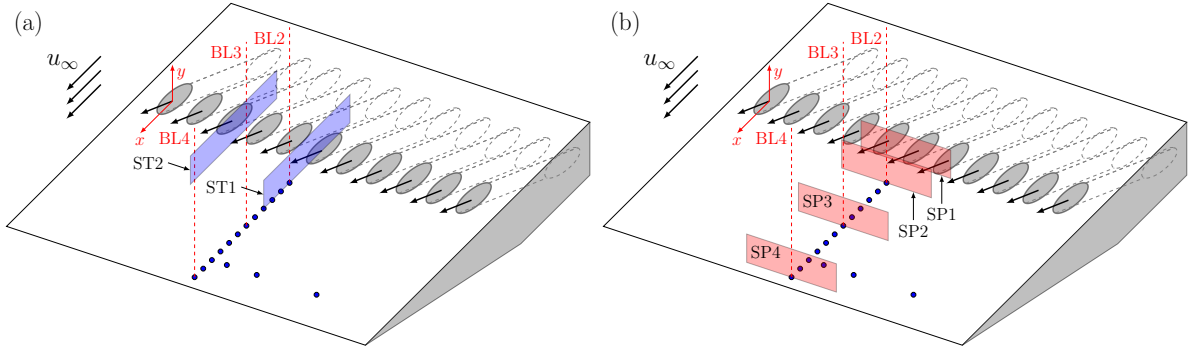 (a)
u∞
y
x
BL3
BL2
BL4
ST2
ST1
(b)
u∞
y
x
BL3
BL2
BL4
SP3
SP1
SP2
SP4